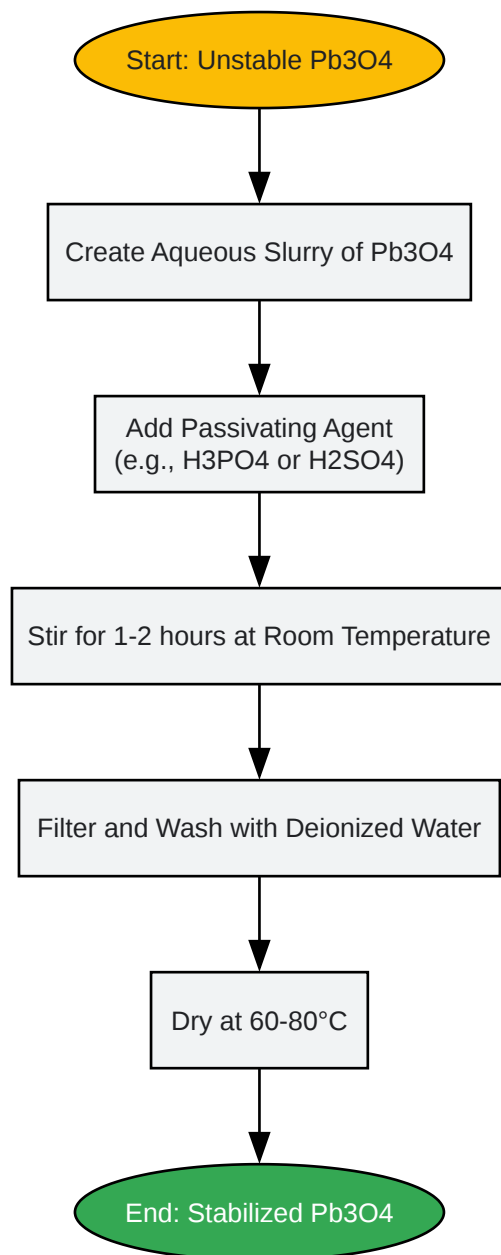 Start: Unstable Pb3O4
Create Aqueous Slurry of Pb3O4
Add Passivating Agent
(e.g., H3PO4 or H2SO4)
Stir for 1-2 hours at Room Temperature
Filter and Wash with Deionized Water
Dry at 60-80°C
End: Stabilized Pb3O4